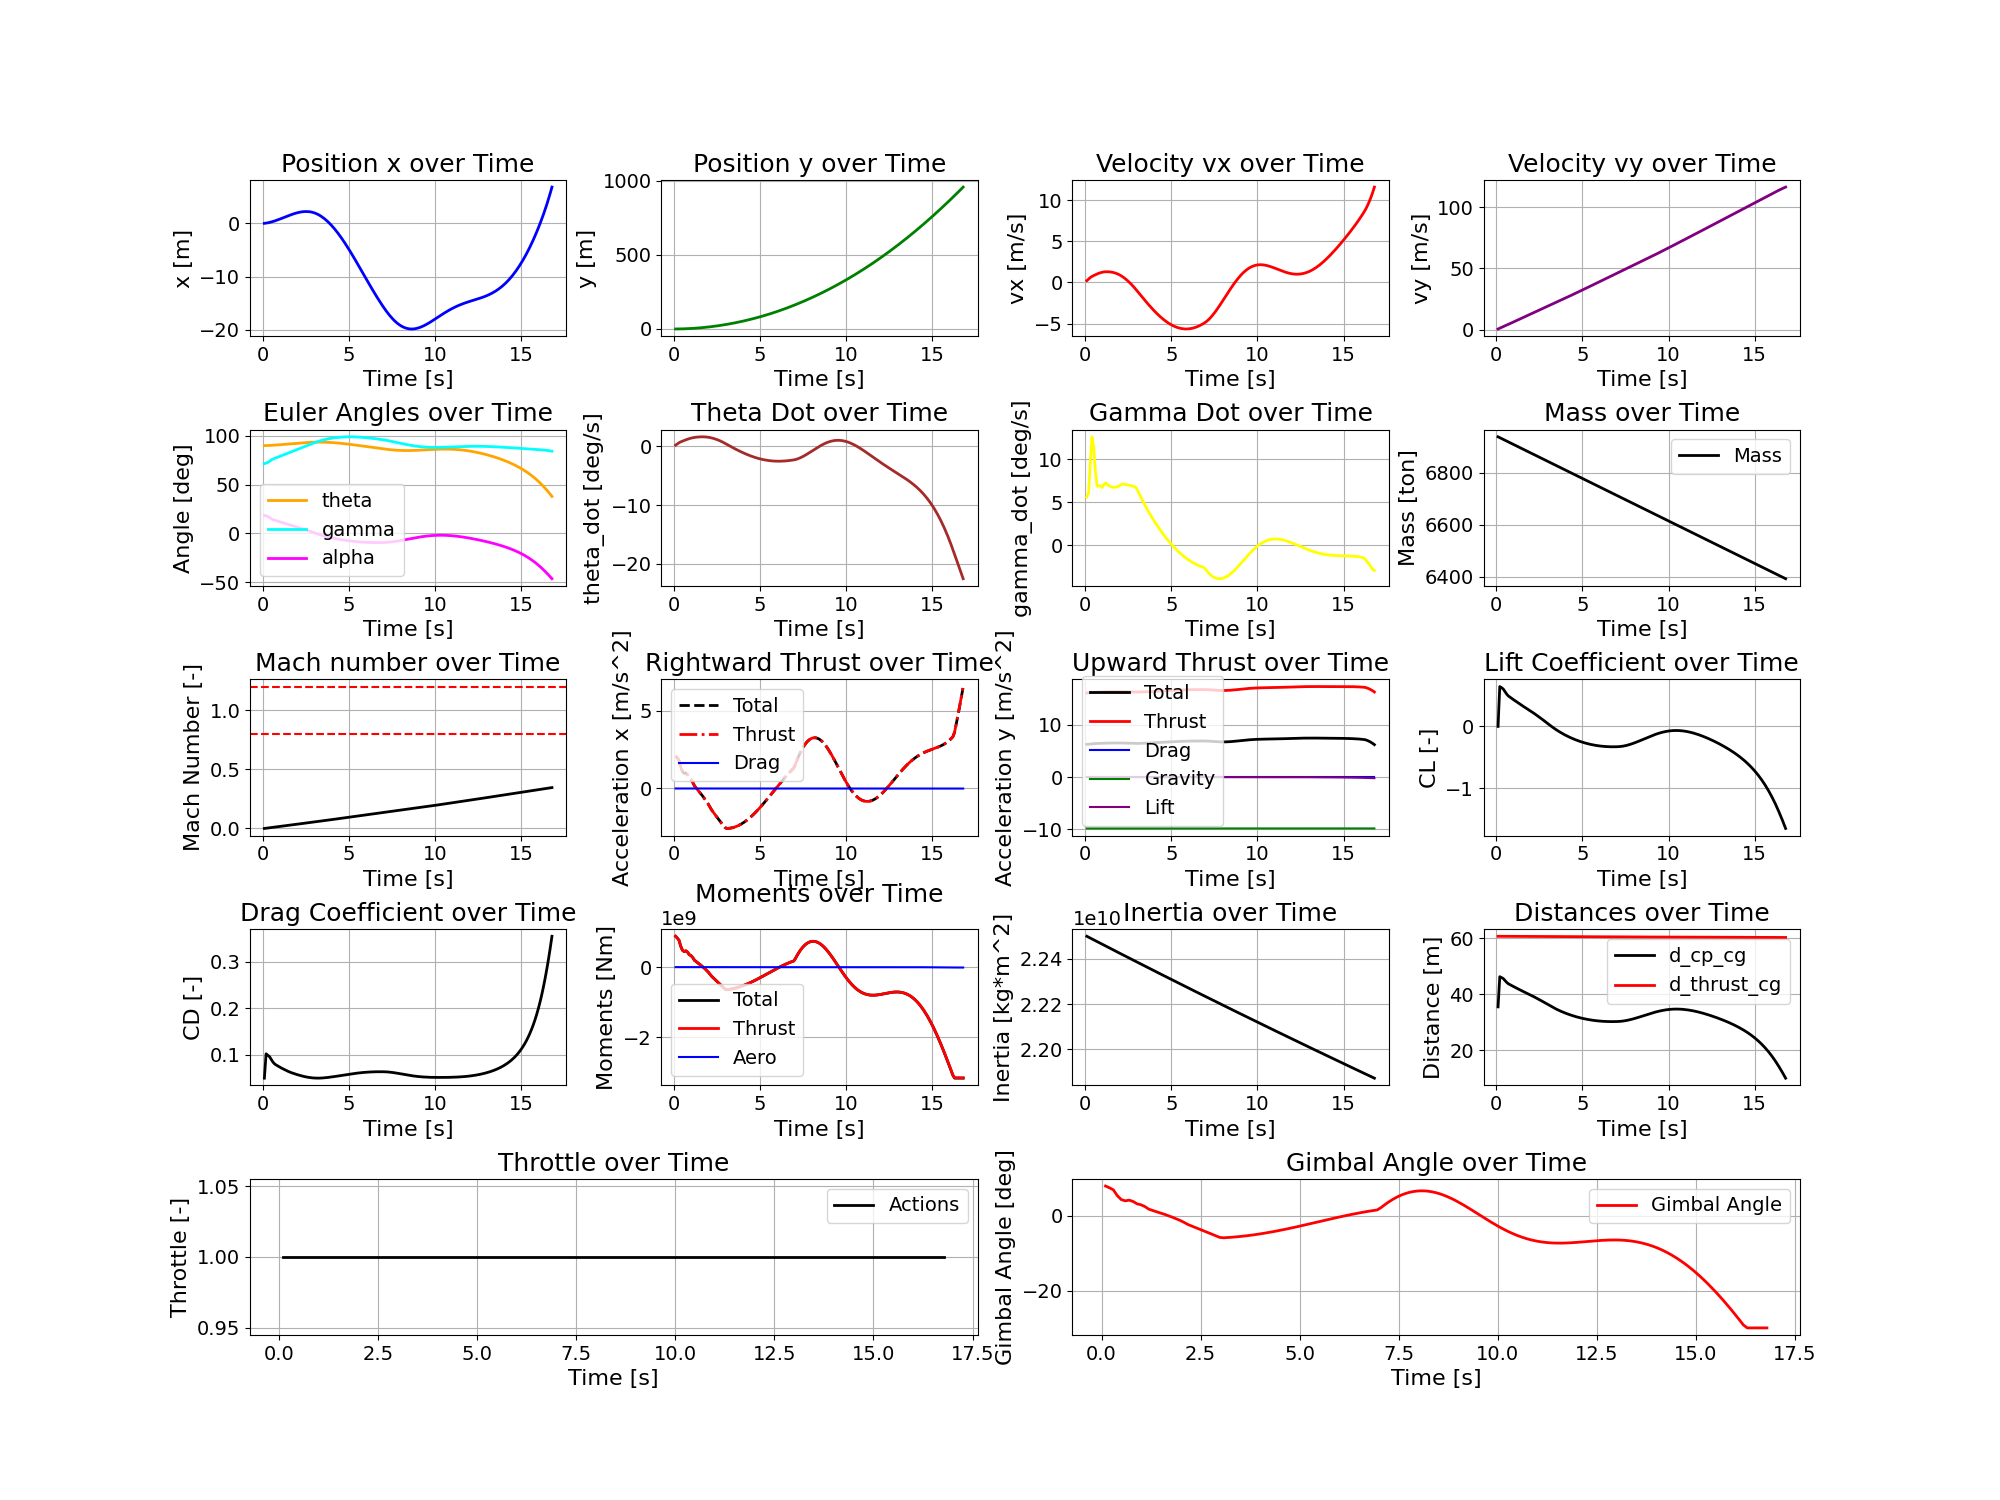 Position x over Time
Position y over Time
Velocity vx over Time
Velocity vy over Time
x [m]
0
−10
−20
0 5 10 15
Time [s]
y [m]
1000
500
0
0 5 10 15
Time [s]
vx [m/s]
10
5
0
−5
0 5 10 15
Time [s]
vy [m/s]
100
50
0
0 5 10 15
Time [s]
Euler Angles over Time
Theta Dot over Time
Gamma Dot over Time
Mass over Time
Angle [deg]
100
50
0
−50
theta
gamma
alpha
0 5 10 15
Time [s]
theta_dot [deg/s]
0
−10
−20
0 5 10 15
Time [s]
gamma_dot [deg/s]
10
5
0
0 5 10 15
Time [s]
Mass [ton]
6800
6600
6400
Mass
0 5 10 15
Time [s]
Mach number over Time
Rightward Thrust over Time
Upward Thrust over Time
Lift Coefficient over Time
Mach Number [-]
1.0
0.5
0.0
0 5 10 15
Time [s]
Acceleration x [m/s^2]
5
0
Total
Thrust
Drag
0 5 10 15
Time [s]
Acceleration y [m/s^2]
10
0
−10
Total
Thrust
Drag
Gravity
Lift
0 5 10 15
Time [s]
CL [-]
0
−1
0 5 10 15
Time [s]
Drag Coefficient over Time
Moments over Time
Inertia over Time
Distances over Time
CD [-]
0.3
0.2
0.1
0 5 10 15
Time [s]
Moments [Nm]
1e9
0
−2
Total
Thrust
Aero
0 5 10 15
Time [s]
Inertia [kg*m^2]
1e10
2.24
2.22
2.20
0 5 10 15
Time [s]
Distance [m]
60
40
20
d_cp_cg
d_thrust_cg
0 5 10 15
Time [s]
Throttle over Time
Gimbal Angle over Time
Throttle [-]
1.05
1.00
0.95
Actions
0.0 2.5 5.0 7.5 10.0 12.5 15.0 17.5
Time [s]
Gimbal Angle [deg]
0
−20
Gimbal Angle
0.0 2.5 5.0 7.5 10.0 12.5 15.0 17.5
Time [s]